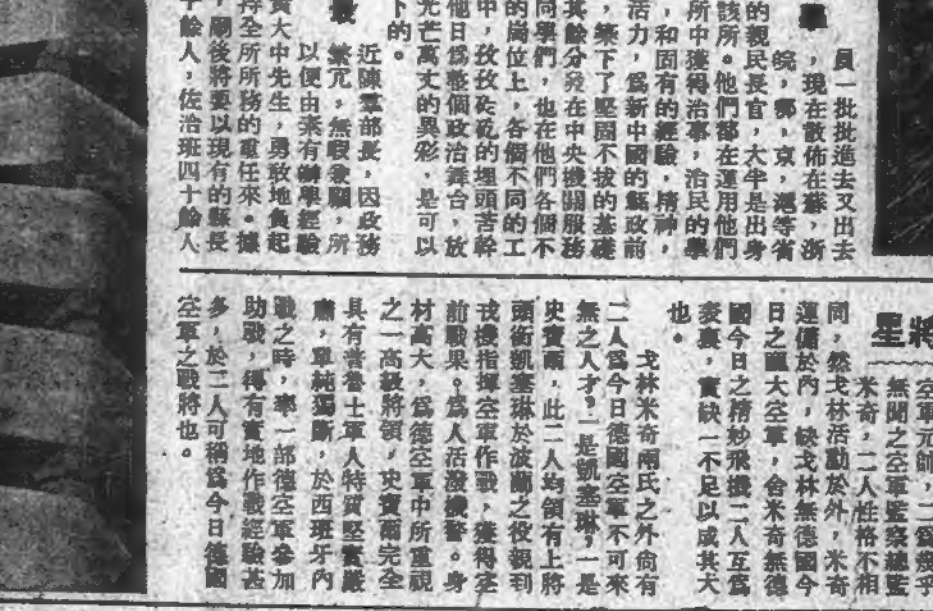 員一批批進去又出去
，現在散佈在蘇，浙
皖，鄂，京，滬等省
的親民長官，大半是出身
該所。他們都在運用他們
所中獲得治事，治民的學
，和固有的經驗，精神，
活力，爲新中國的縣政前
，築下了堅固不拔的基礎
其餘分發在中央機關服務
同學們，也在他們各個不
的崗位上，各個不同的工
中，孜孜矻矻的埋頭苦幹
他日爲整個政治舞台，放
光芒萬丈的異彩，是可以
下的。
近陳羣部長，因政務
繁冗，無暇兼顧，所
以便由素有辦學經驗
黃大中先生，勇敢地負起
持全所所務的重任來。據
，嗣後將要以現有的縣長
十餘人，佐治班四十餘人
將星
空軍元帥，二爲幾乎
無聞之空軍監察總監
米奇，二人性格不相
同，然戈林活動於外，米奇
運傭於內，缺戈林無德國今
日之龐大空軍，舍米奇無德
國今日之精妙飛機二人互爲
表裏，實缺一不足以成其大
也。
戈林米奇兩氏之外尙有
二人爲今日德國空軍不可來
無之人才，一是凱塞琳，一是
史賓爾，此二人均領有上將
頭銜凱塞琳於波蘭之役親到
戎機指揮空軍作戰，獲得空
前戰果。爲人活潑機警。身
材高大，爲德空軍中所重視
之一高級將領，史賓爾完全
具有普魯士軍人特質堅實嚴
肅，單純獨斷，於西班牙內
戰之時，率一部德空軍參加
助戰，得有實地作戰經驗甚
多，於二人可稱爲今日德國
空軍之戰將也。